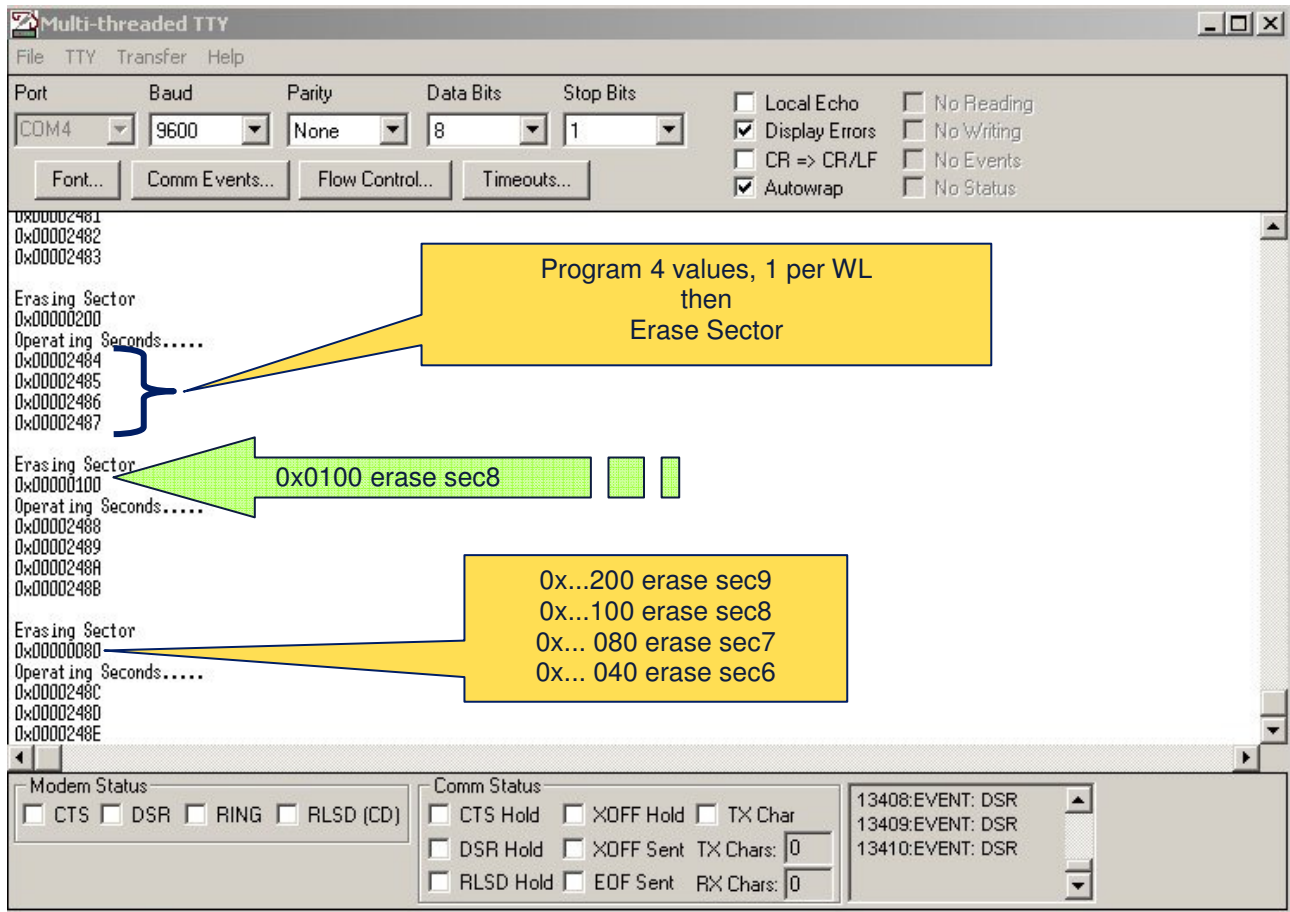 Multi-threaded TTY
File TTY Transfer Help
Port Baud Parity Data Bits Stop Bits
COM4 9600 None 8 1
Local Echo No Reading
Display Errors No Writing
CR => CR/LF No Events
Autowrap No Status
Font... Comm Events... Flow Control... Timeouts...
0x00002481
0x00002482
0x00002483
Program 4 values, 1 per WL
then
Erase Sector
Erasing Sector
0x00000200
Operating Seconds.....
0x00002484
0x00002485
0x00002486
0x00002487
Erasing Sector
0x00000100
0x0100 erase sec8
Operating Seconds.....
0x00002488
0x00002489
0x0000248A
0x0000248B
0x...200 erase sec9
0x...100 erase sec8
0x... 080 erase sec7
0x... 040 erase sec6
Erasing Sector
0x00000080
Operating Seconds.....
0x0000248C
0x0000248D
0x0000248E
Modem Status
CTS DSR RING RLSD (CD)
Comm Status
CTS Hold XOFF Hold TX Char
DSR Hold XOFF Sent TX Chars: 0
RLSD Hold EOF Sent RX Chars: 0
13408:EVENT: DSR
13409:EVENT: DSR
13410:EVENT: DSR